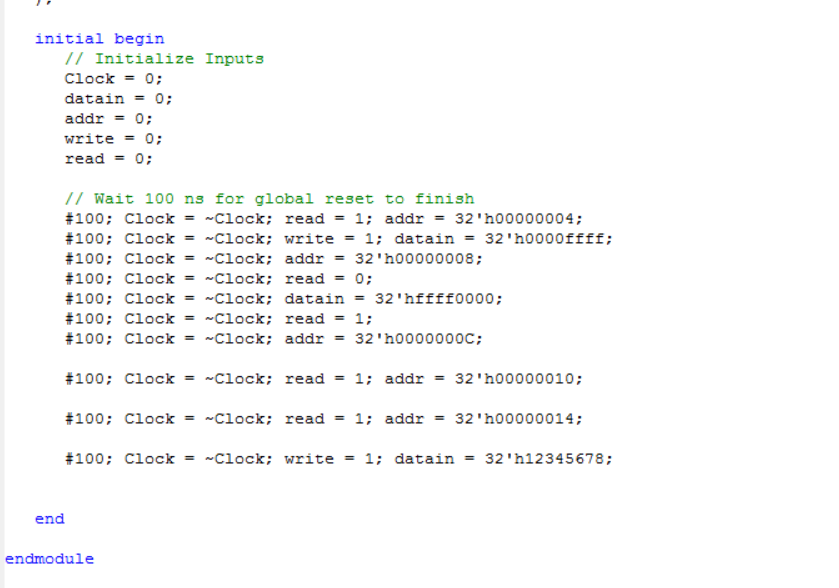 );
initial begin
// Initialize Inputs
Clock = 0;
datain = 0;
addr = 0;
write = 0;
read = 0;
// Wait 100 ns for global reset to finish
#100; Clock = ~Clock; read = 1; addr = 32'h00000004;
#100; Clock = ~Clock; write = 1; datain = 32'h0000ffff;
#100; Clock = ~Clock; addr = 32'h00000008;
#100; Clock = ~Clock; read = 0;
#100; Clock = ~Clock; datain = 32'hffff0000;
#100; Clock = ~Clock; read = 1;
#100; Clock = ~Clock; addr = 32'h0000000C;
#100; Clock = ~Clock; read = 1; addr = 32'h00000010;
#100; Clock = ~Clock; read = 1; addr = 32'h00000014;
#100; Clock = ~Clock; write = 1; datain = 32'h12345678;
end
endmodule